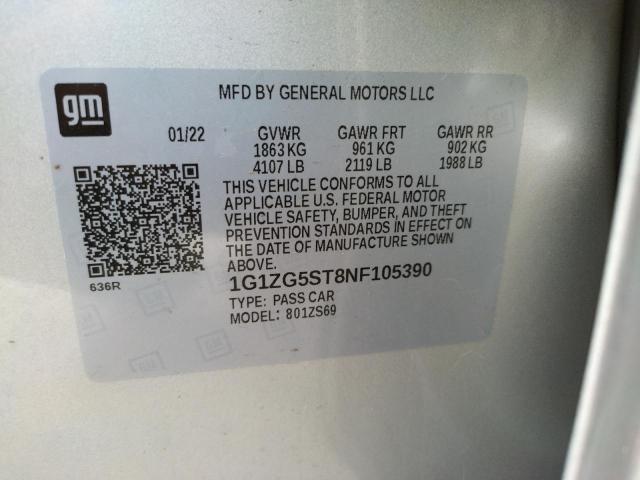 gm
MFD BY GENERAL MOTORS LLC
01/22 GVWR GAWR FRT GAWR RR
1863 KG 961 KG 902 KG
4107 LB 2119 LB 1988 LB
THIS VEHICLE CONFORMS TO ALL
APPLICABLE U.S. FEDERAL MOTOR
VEHICLE SAFETY, BUMPER, AND THEFT
PREVENTION STANDARDS IN EFFECT ON
THE DATE OF MANUFACTURE SHOWN
ABOVE.
636R
1G1ZG5ST8NF105390
TYPE: PASS CAR
MODEL: 801ZS69